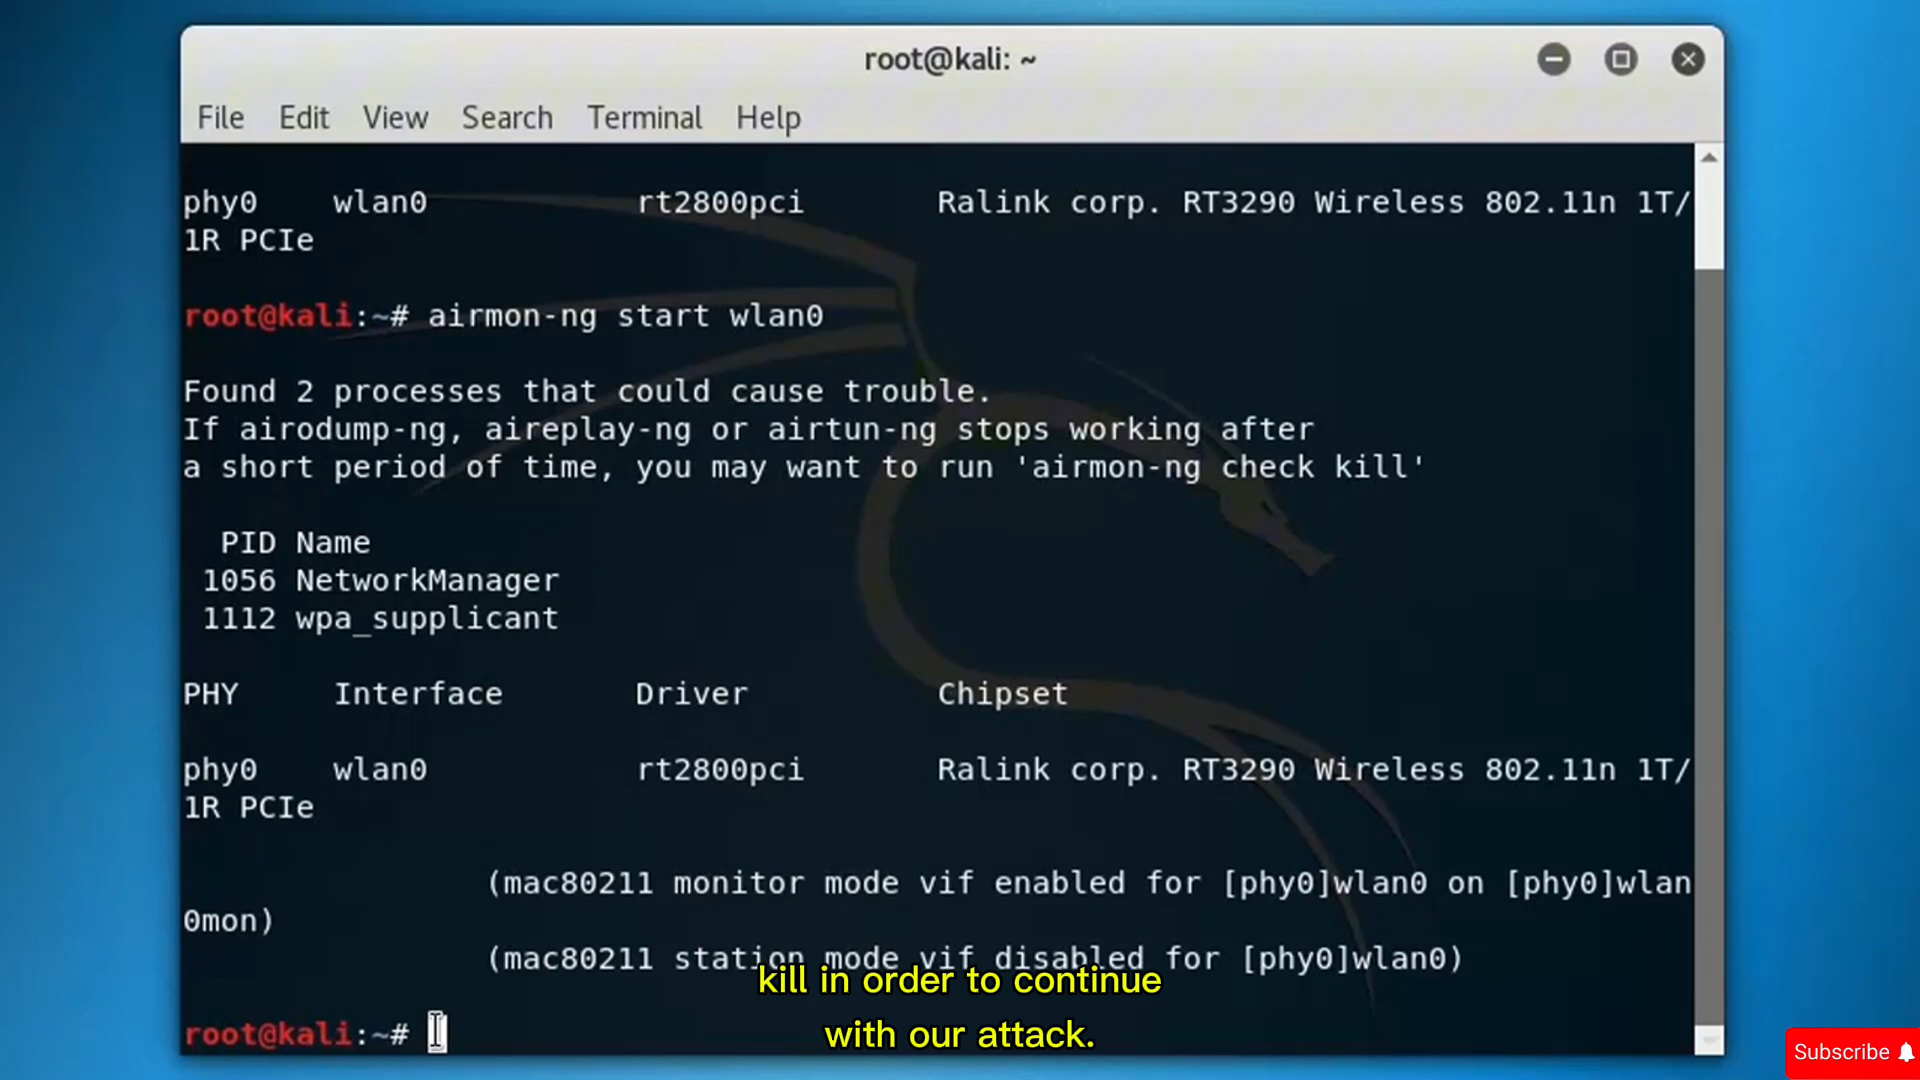 root@kali: ~
File Edit View Search Terminal Help
phy0 wlan0 rt2800pci Ralink corp. RT3290 Wireless 802.11n 1T/
1R PCIe
root@kali:~# airmon-ng start wlan0
Found 2 processes that could cause trouble.
If airodump-ng, aireplay-ng or airtun-ng stops working after
a short period of time, you may want to run 'airmon-ng check kill'
PID Name
1056 NetworkManager
1112 wpa_supplicant
PHY Interface Driver Chipset
phy0 wlan0 rt2800pci Ralink corp. RT3290 Wireless 802.11n 1T/
1R PCIe
(mac80211 monitor mode vif enabled for [phy0]wlan0 on [phy0]wlan
0mon)
(mac80211 station mode vif disabled for [phy0]wlan0)
kill in order to continue
root@kali:~#
with our attack.
Subscribe